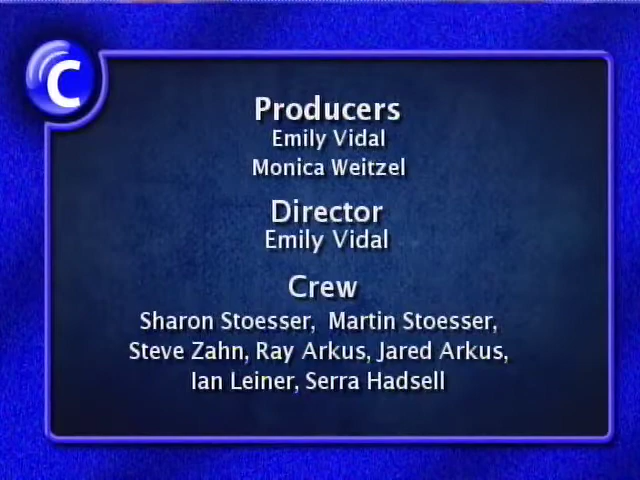 C
Producers
Emily Vidal
Monica Weitzel
Director
Emily Vidal
Crew
Sharon Stoesser, Martin Stoesser,
Steve Zahn, Ray Arkus, Jared Arkus,
Ian Leiner, Serra Hadsell